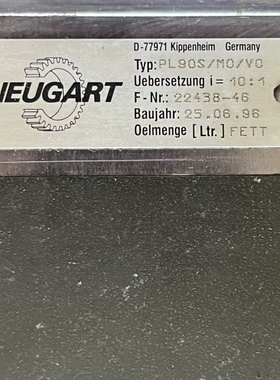 D-77971 Kippenheim Germany
NEUGART
Typ: PL90S/MO/VO
Uebersetzung i = 10:1
F-Nr.: 22438-46
Baujahr: 25.06.96
Oelmenge [Ltr.] FETT